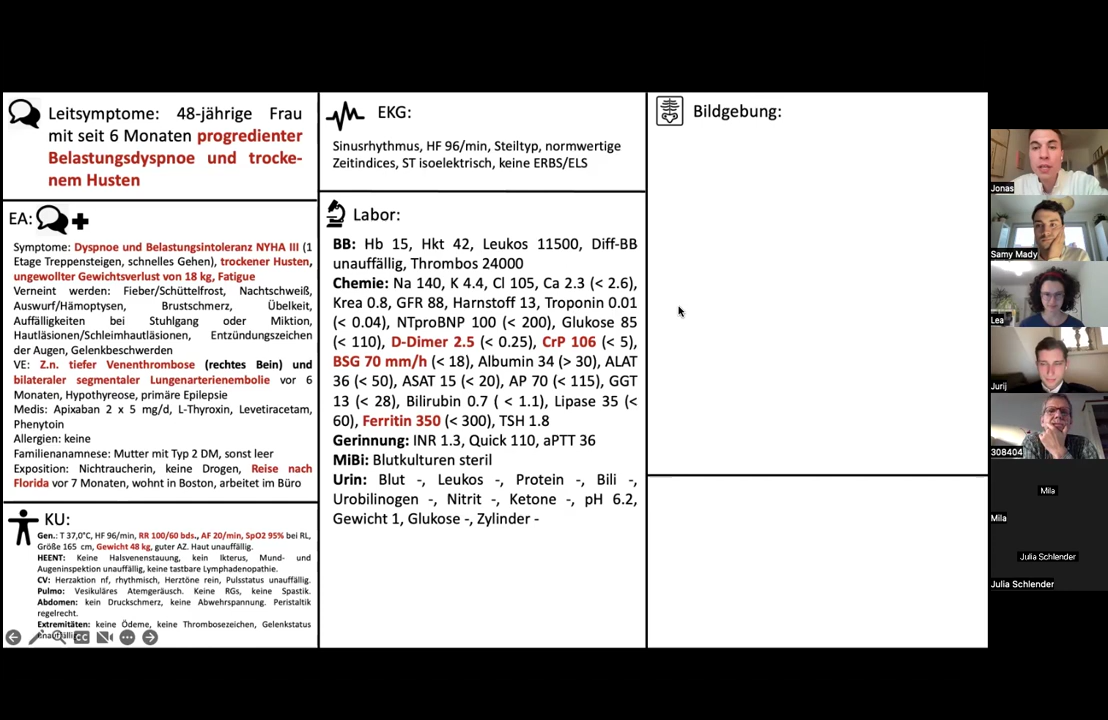 Leitsymptome: 48-jährige Frau
mit seit 6 Monaten progredienter
Belastungsdyspnoe und trocke-
nem Husten
EA:
Symptome: Dyspnoe und Belastungsintoleranz NYHA III (1
Etage Treppensteigen, schnelles Gehen), trockener Husten,
ungewollter Gewichtsverlust von 18 kg, Fatigue
Verneint werden: Fieber/Schüttelfrost, Nachtschweiß,
Auswurf/Hämoptysen, Brustschmerz, Übelkeit,
Auffälligkeiten bei Stuhlgang oder Miktion,
Hautläsionen/Schleimhautläsionen, Entzündungszeichen
der Augen, Gelenkbeschwerden
VE: Z.n. tiefer Venenthrombose (rechtes Bein) und
bilateraler segmentaler Lungenarterienembolie vor 6
Monaten, Hypothyreose, primäre Epilepsie
Medis: Apixaban 2 x 5 mg/d, L-Thyroxin, Levetiracetam,
Phenytoin
Allergien: keine
Familienanamnese: Mutter mit Typ 2 DM, sonst leer
Exposition: Nichtraucherin, keine Drogen, Reise nach
Florida vor 7 Monaten, wohnt in Boston, arbeitet im Büro
KU:
Gen.: T 37,0°C, HF 96/min, RR 100/60 bds., AF 20/min, SpO2 95% bei RL,
Größe 165 cm, Gewicht 48 kg, guter AZ. Haut unauffällig.
HEENT: Keine Halsvenenstauung, kein Ikterus, Mund- und
Augeninspektion unauffällig, keine tastbare Lymphadenopathie.
CV: Herzaktion nf, rhythmisch, Herztöne rein, Pulsstatus unauffällig.
Pulmo: Vesikuläres Atemgeräusch. Keine RGs, keine Spastik.
Abdomen: kein Druckschmerz, keine Abwehrspannung. Peristaltik
regelrecht.
Extremitäten: keine Ödeme, keine Thrombosezeichen, Gelenkstatus
CC
EKG:
Sinusrhythmus, HF 96/min, Steiltyp, normwertige
Zeitindices, ST isoelektrisch, keine ERBS/ELS
Labor:
BB: Hb 15, Hkt 42, Leukos 11500, Diff-BB
unauffällig, Thrombos 24000
Chemie: Na 140, K 4.4, Cl 105, Ca 2.3 (< 2.6),
Krea 0.8, GFR 88, Harnstoff 13, Troponin 0.01
(< 0.04), NTproBNP 100 (< 200), Glukose 85
(< 110), D-Dimer 2.5 (< 0.25), CrP 106 (< 5),
BSG 70 mm/h (< 18), Albumin 34 (> 30), ALAT
36 (< 50), ASAT 15 (< 20), AP 70 (< 115), GGT
13 (< 28), Bilirubin 0.7 ( < 1.1), Lipase 35 (<
60), Ferritin 350 (< 300), TSH 1.8
Gerinnung: INR 1.3, Quick 110, aPTT 36
MiBi: Blutkulturen steril
Urin: Blut -, Leukos -, Protein -, Bili -,
Urobilinogen -, Nitrit -, Ketone -, pH 6.2,
Gewicht 1, Glukose -, Zylinder -
Bildgebung:
Jonas
Samy Mady
Lea
Jurij
308404
Mila
Mila
Julia Schlender
Julia Schlender